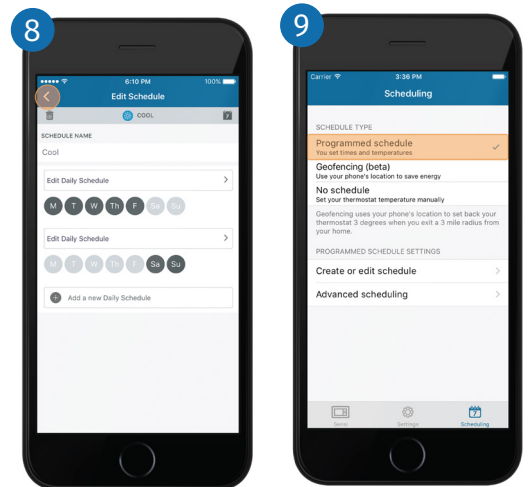 8
6:10 PM 100%
Edit Schedule
COOL 7
SCHEDULE NAME
Cool
Edit Daily Schedule
M T W Th F Sa Su
Edit Daily Schedule
M T W Th F Sa Su
Add a new Daily Schedule
9
Carrier 3:36 PM
Scheduling
SCHEDULE TYPE
Programmed schedule
You set times and temperatures
Geofencing (beta)
Use your phone's location to save energy
No schedule
Set your thermostat temperature manually
Geofencing uses your phone's location to set back your
thermostat 3 degrees when you exit a 3 mile radius from
your home.
PROGRAMMED SCHEDULE SETTINGS
Create or edit schedule
Advanced scheduling
7
Sensi Settings Scheduling